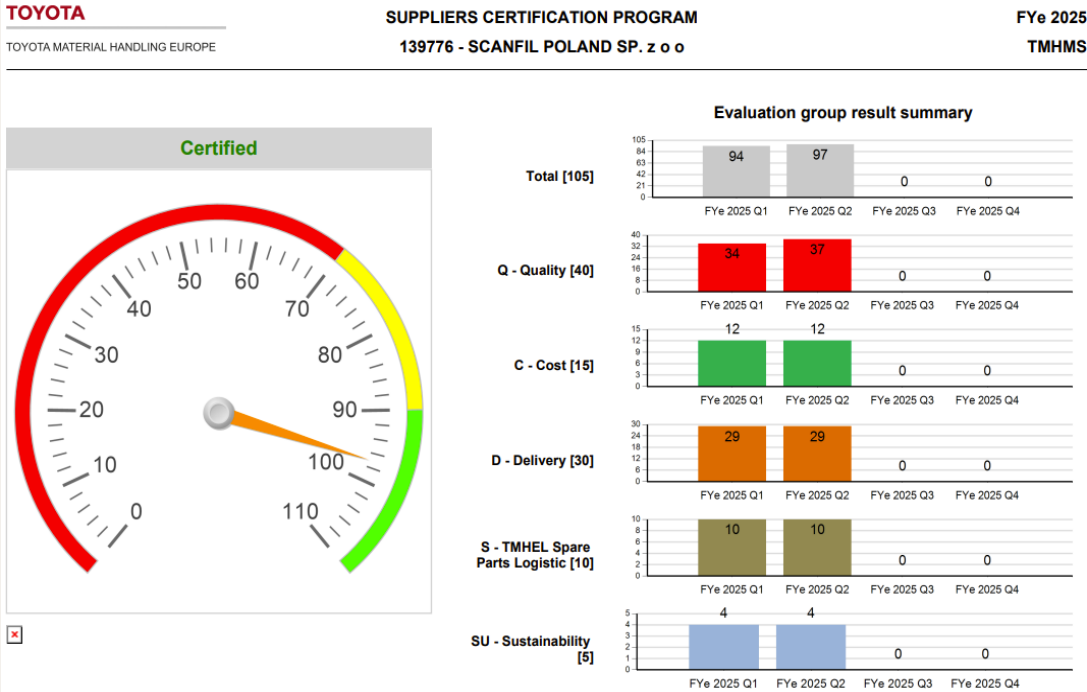 TOYOTA
TOYOTA MATERIAL HANDLING EUROPE
SUPPLIERS CERTIFICATION PROGRAM
139776 - SCANFIL POLAND SP. z o o
FYe 2025
TMHMS
Certified
0
10
20
30
40
50
60
70
80
90
100
110
Evaluation group result summary
Total [105]
105
84
63
42
21
0
94
97
0
0
FYe 2025 Q1
FYe 2025 Q2
FYe 2025 Q3
FYe 2025 Q4
Q - Quality [40]
40
32
24
16
8
0
34
37
0
0
FYe 2025 Q1
FYe 2025 Q2
FYe 2025 Q3
FYe 2025 Q4
C - Cost [15]
15
12
9
6
3
0
12
12
0
0
FYe 2025 Q1
FYe 2025 Q2
FYe 2025 Q3
FYe 2025 Q4
D - Delivery [30]
30
24
18
12
6
0
29
29
0
0
FYe 2025 Q1
FYe 2025 Q2
FYe 2025 Q3
FYe 2025 Q4
S - TMHEL Spare
Parts Logistic [10]
10
8
6
4
2
0
10
10
0
0
FYe 2025 Q1
FYe 2025 Q2
FYe 2025 Q3
FYe 2025 Q4
SU - Sustainability
[5]
5
4
3
2
1
0
4
4
0
0
FYe 2025 Q1
FYe 2025 Q2
FYe 2025 Q3
FYe 2025 Q4